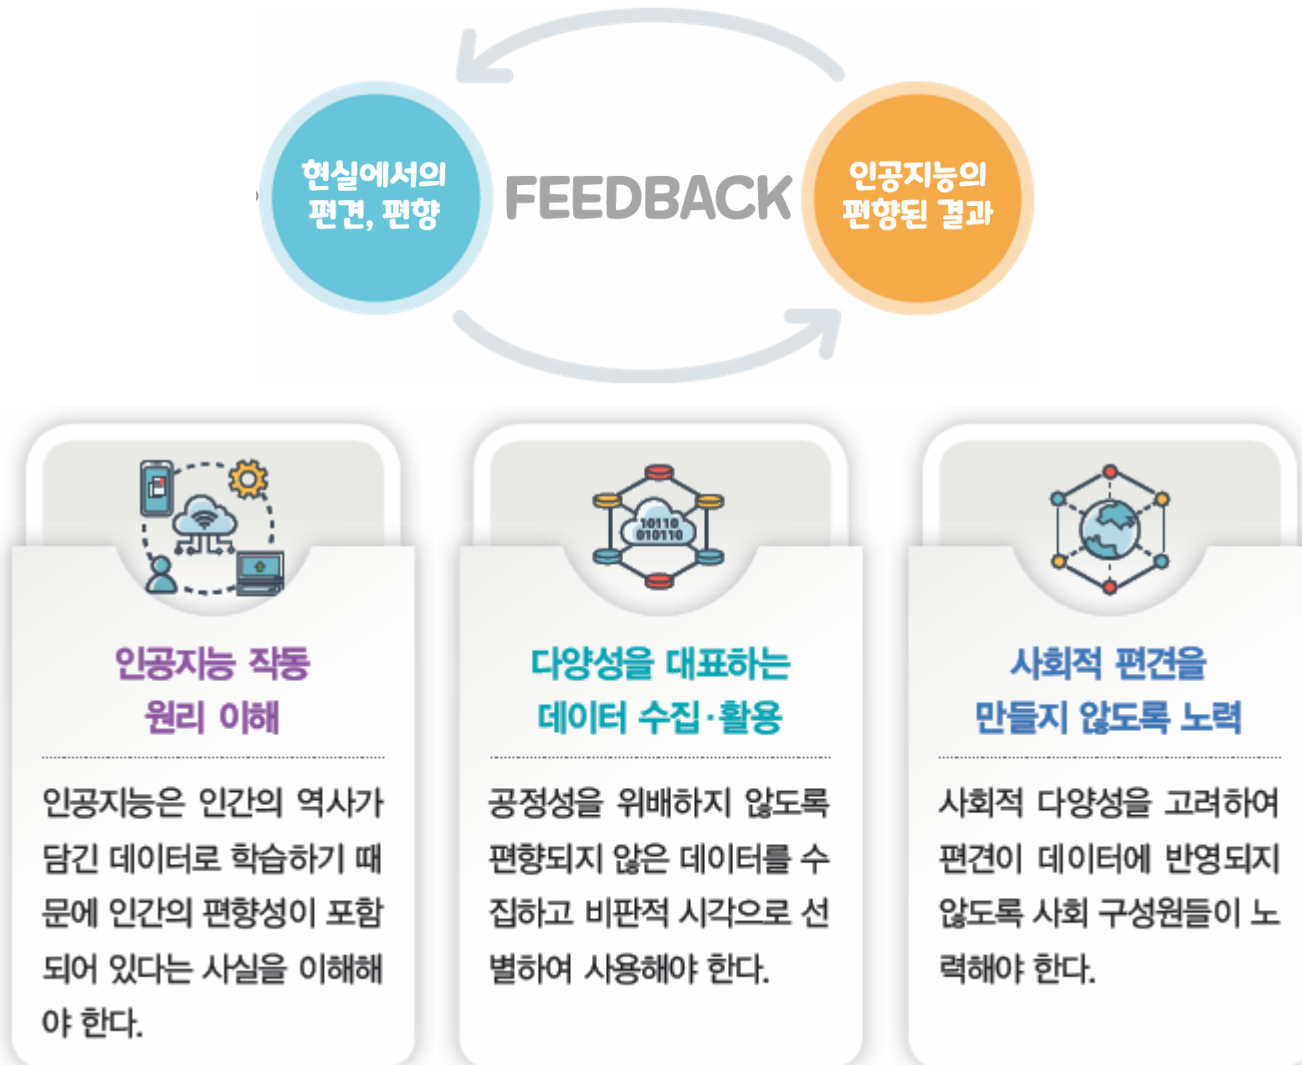 현실에서의
편견, 편향
FEEDBACK
인공지능의
편향된 결과
10110
010110
인공지능 작동
원리 이해
인공지능은 인간의 역사가
담긴 데이터로 학습하기 때
문에 인간의 편향성이 포함
되어 있다는 사실을 이해해
야 한다.
다양성을 대표하는
데이터 수집·활용
공정성을 위배하지 않도록
편향되지 않은 데이터를 수
집하고 비판적 시각으로 선
별하여 사용해야 한다.
사회적 편견을
만들지 않도록 노력
사회적 다양성을 고려하여
편견이 데이터에 반영되지
않도록 사회 구성원들이 노
력해야 한다.